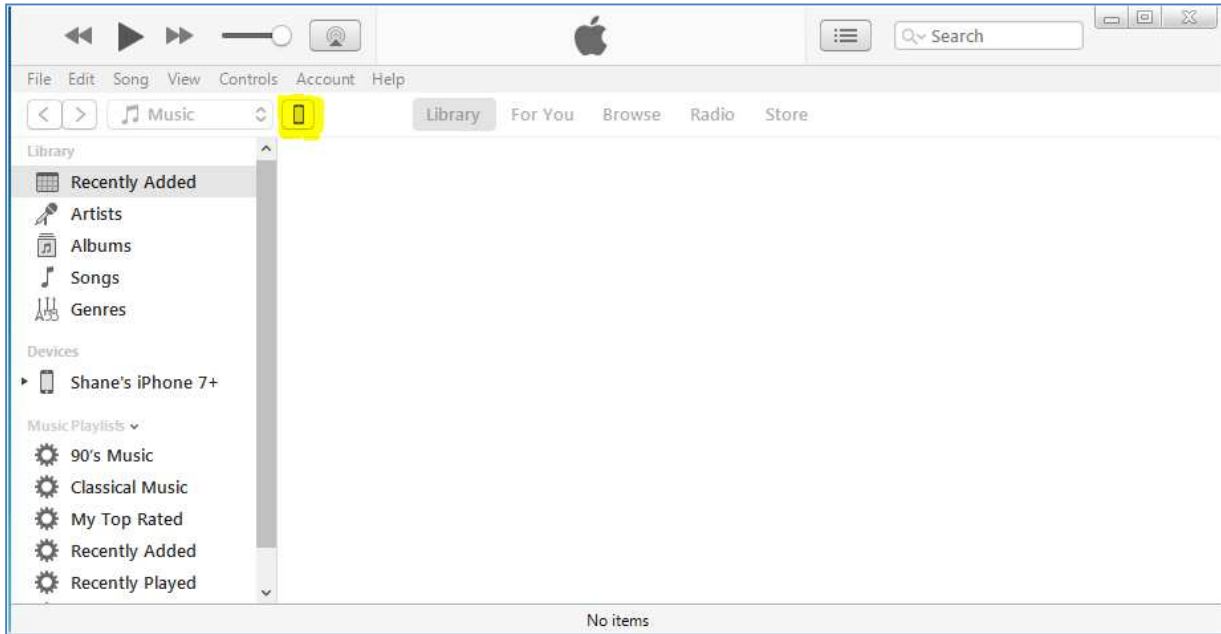 Search
File Edit Song View Controls Account Help
Music Library For You Browse Radio Store
Library
Recently Added
Artists
Albums
Songs
Genres
Devices
Shane's iPhone 7+
Music Playlists
90's Music
Classical Music
My Top Rated
Recently Added
Recently Played
No items